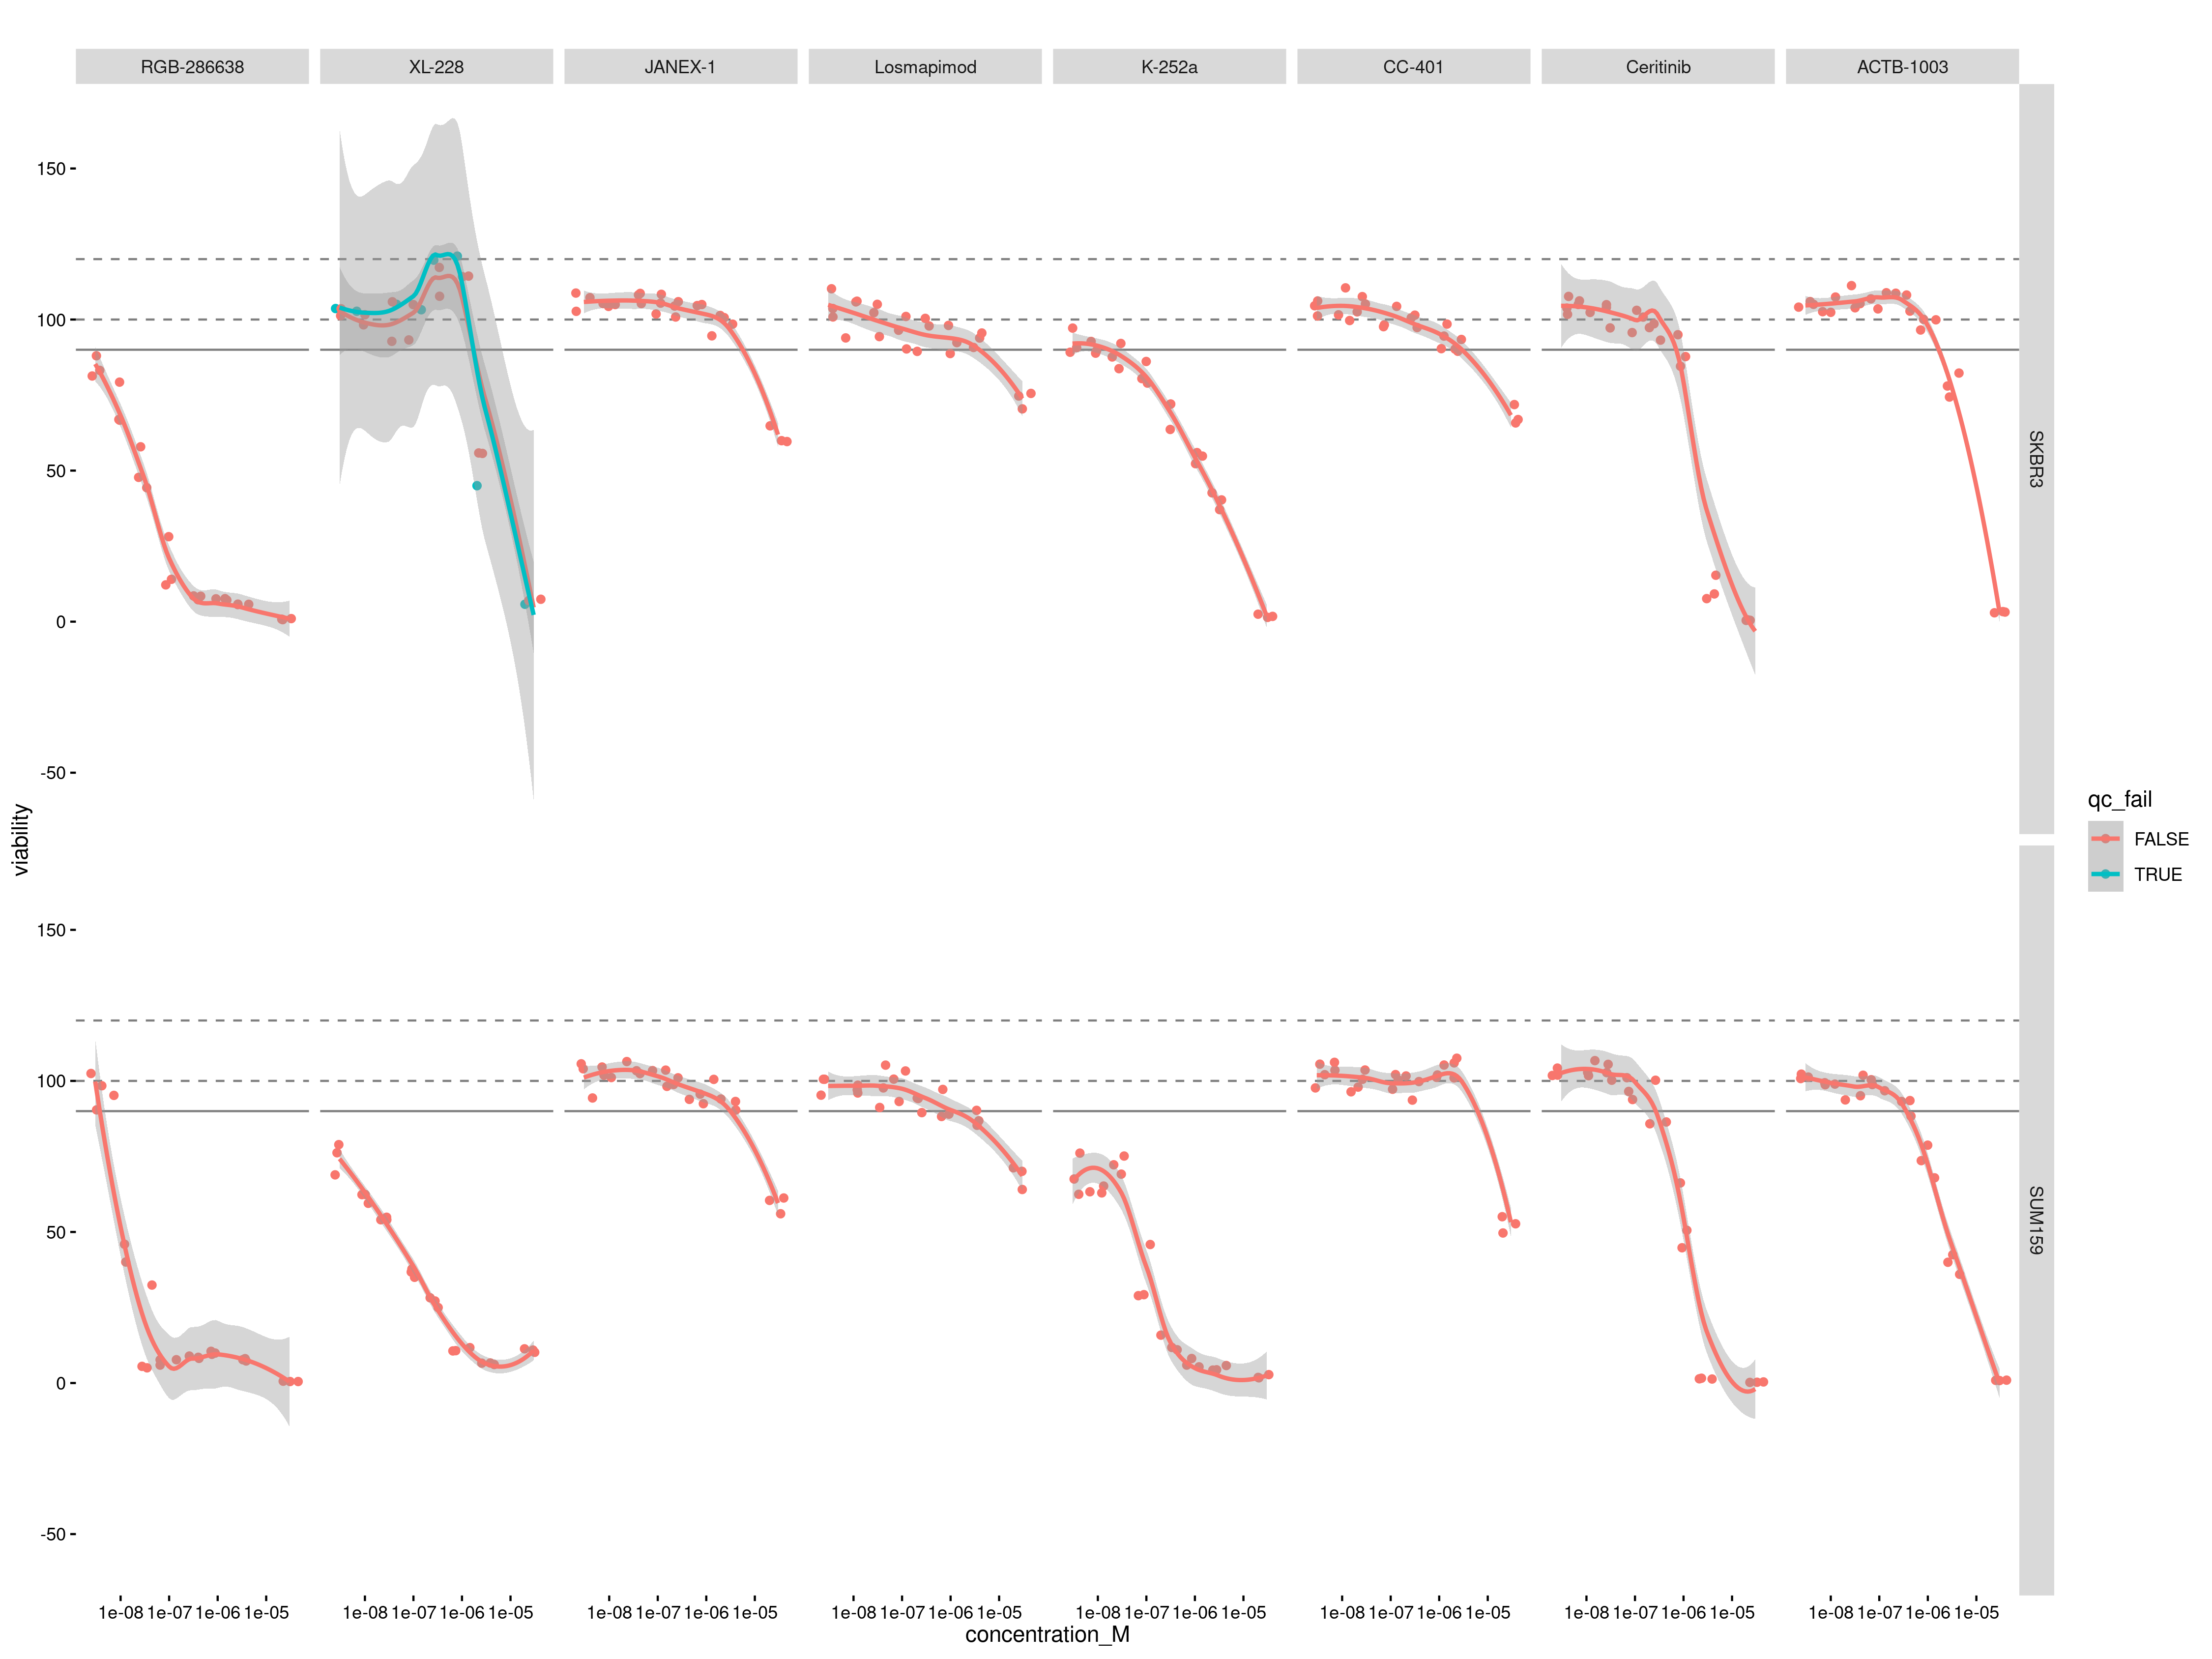 RGB-286638 XL-228 JANEX-1 Losmapimod K-252a CC-401 Ceritinib ACTB-1003
150
100
50
0
-50
SKBR3
viability
150
100
50
0
-50
SUM159
1e-08 1e-07 1e-06 1e-05 1e-08 1e-07 1e-06 1e-05 1e-08 1e-07 1e-06 1e-05 1e-08 1e-07 1e-06 1e-05 1e-08 1e-07 1e-06 1e-05 1e-08 1e-07 1e-06 1e-05 1e-08 1e-07 1e-06 1e-05 1e-08 1e-07 1e-06 1e-05
concentration_M
qc_fail
FALSE
TRUE